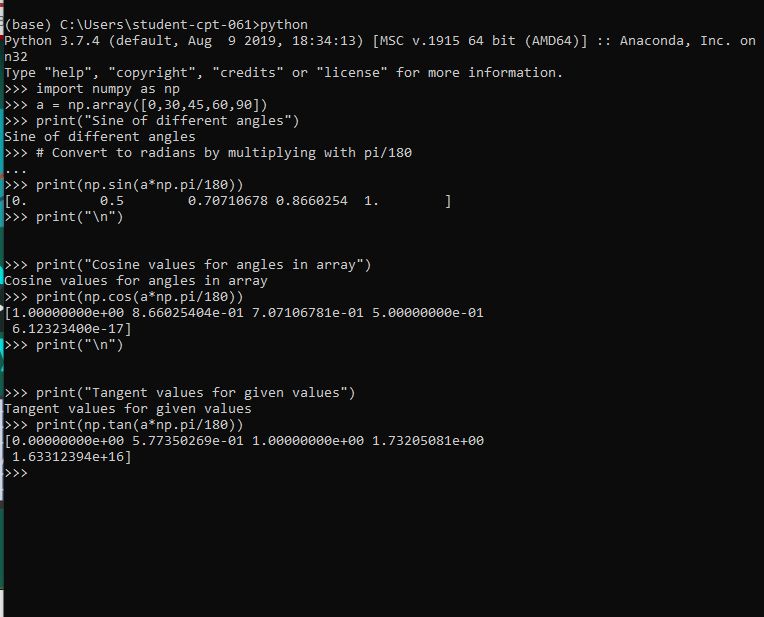 (base) C:\Users\student-cpt-061>python
Python 3.7.4 (default, Aug  9 2019, 18:34:13) [MSC v.1915 64 bit (AMD64)] :: Anaconda, Inc. on
n32
Type "help", "copyright", "credits" or "license" for more information.
>>> import numpy as np
>>> a = np.array([0,30,45,60,90])
>>> print("Sine of different angles")
Sine of different angles
>>> # Convert to radians by multiplying with pi/180
...
>>> print(np.sin(a*np.pi/180))
[0.         0.5        0.70710678 0.8660254  1.        ]
>>> print("\n")
>>> print("Cosine values for angles in array")
Cosine values for angles in array
>>> print(np.cos(a*np.pi/180))
[1.00000000e+00 8.66025404e-01 7.07106781e-01 5.00000000e-01
 6.12323400e-17]
>>> print("\n")
>>> print("Tangent values for given values")
Tangent values for given values
>>> print(np.tan(a*np.pi/180))
[0.00000000e+00 5.77350269e-01 1.00000000e+00 1.73205081e+00
 1.63312394e+16]
>>>